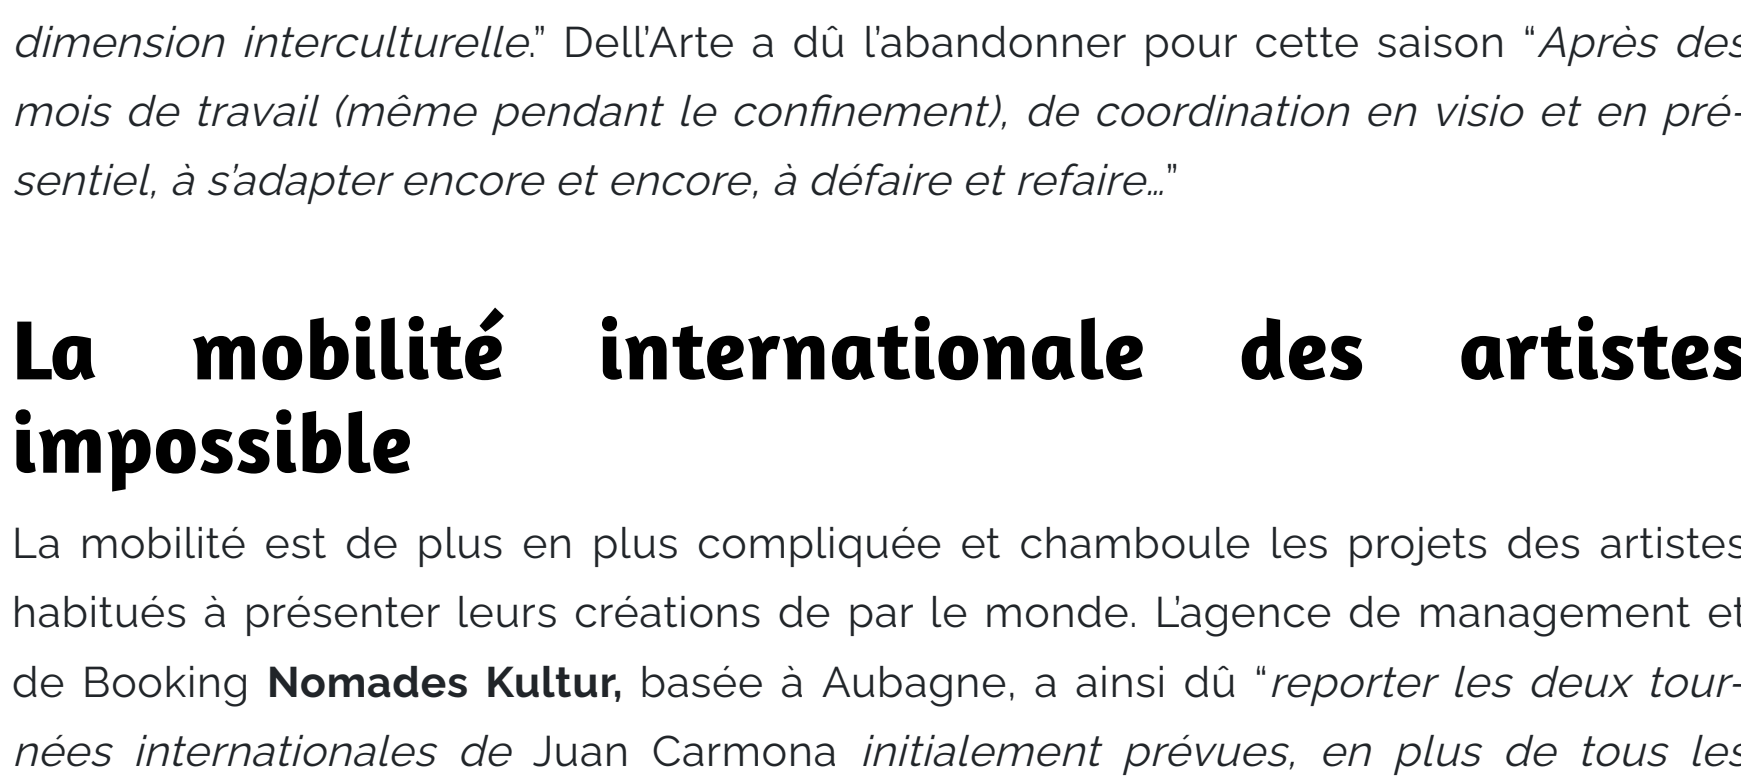 dimension interculturelle.” Dell’Arte a dû l’abandonner pour cette saison “Après des
mois de travail (même pendant le confinement), de coordination en visio et en pré-
sentiel, à s’adapter encore et encore, à défaire et refaire…”
La mobilité internationale des artistes
impossible
La mobilité est de plus en plus compliquée et chamboule les projets des artistes
habitués à présenter leurs créations de par le monde. L’agence de management et
de Booking Nomades Kultur, basée à Aubagne, a ainsi dû “reporter les deux tour-
nées internationales de Juan Carmona initialement prévues, en plus de tous les